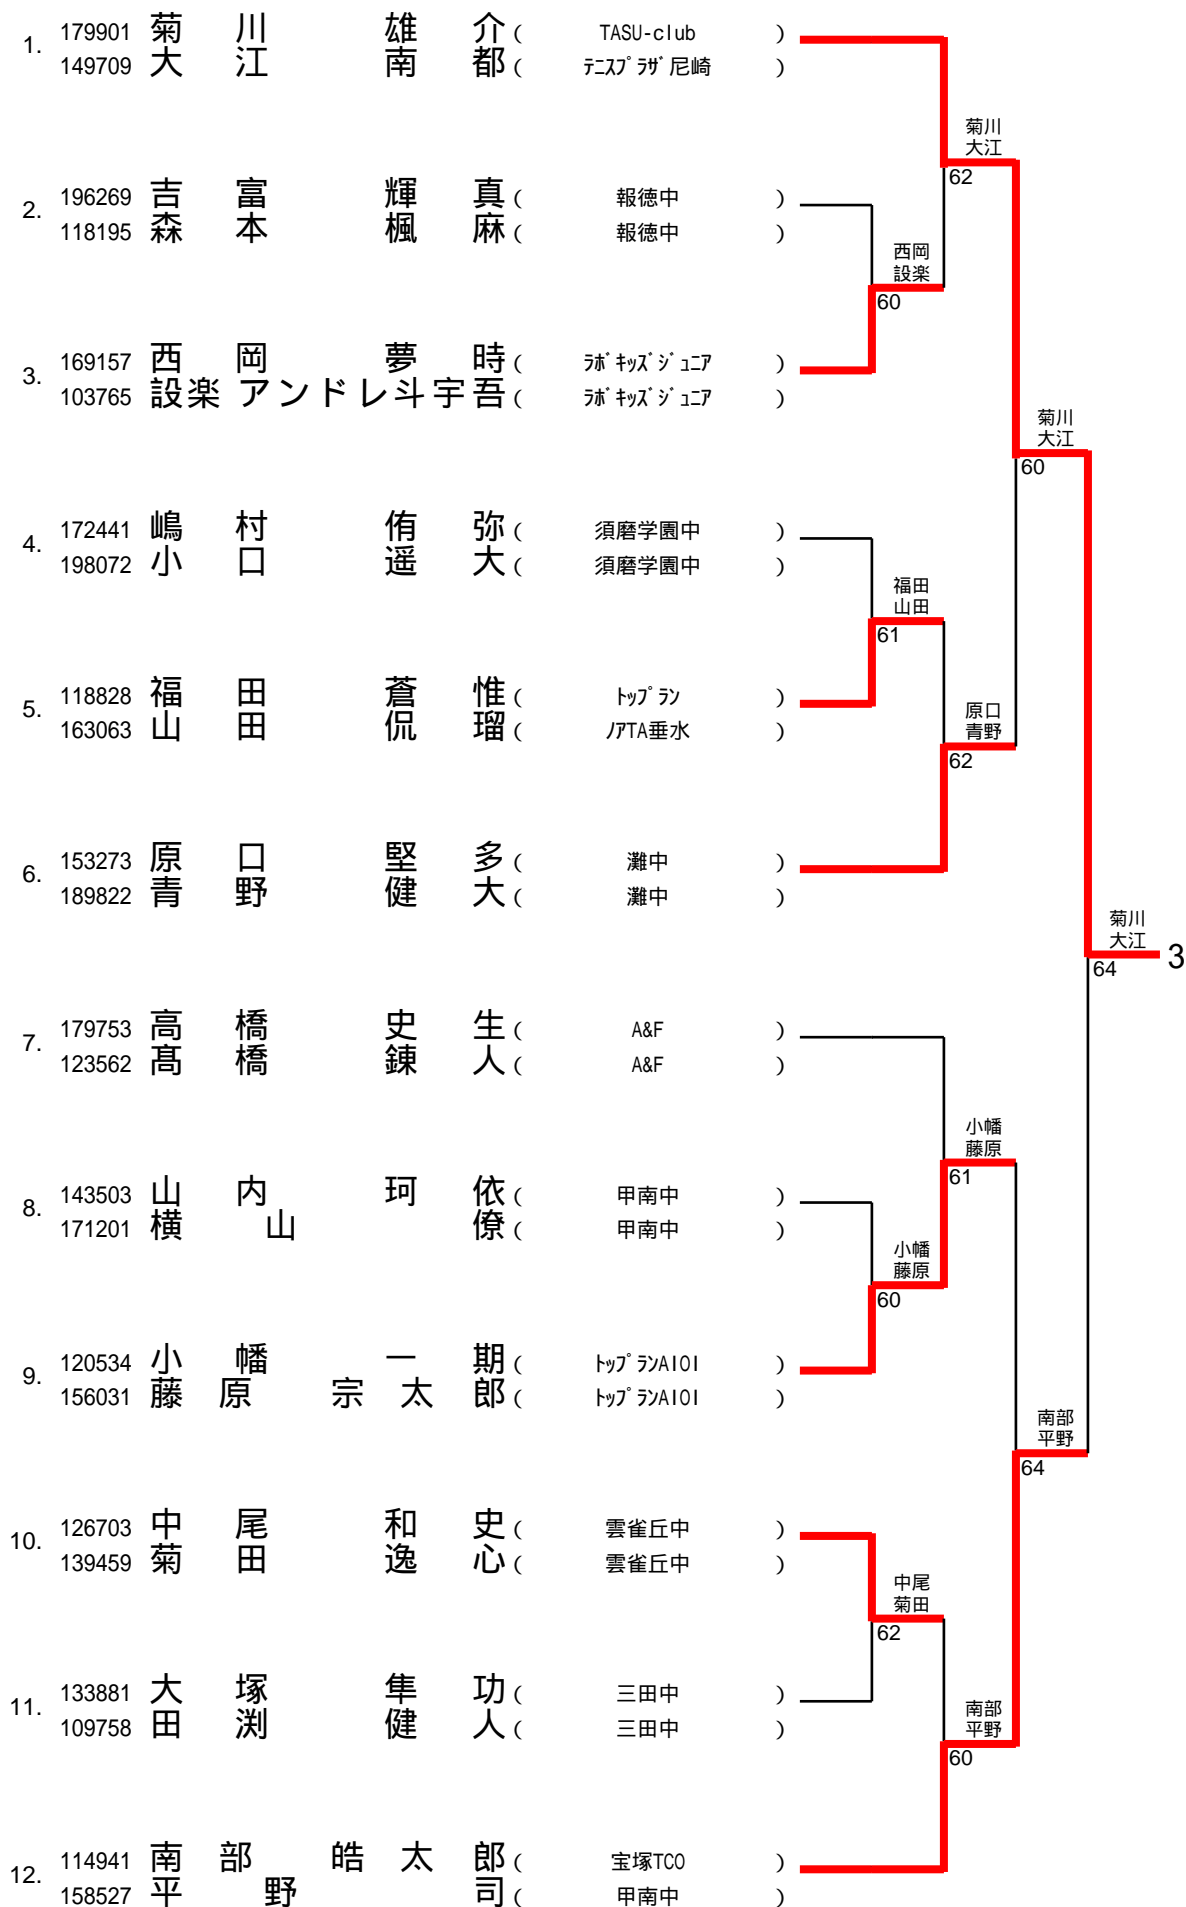 1. 179901 菊川 雄介 ( TASU-club )
149709 大江 南都 ( ﾃﾆｽﾌﾟﾗｻﾞ尼崎 )
菊川
大江
62
2. 196269 吉冨 輝真 ( 報徳中 )
118195 森本 楓麻 ( 報徳中 )
西岡
設楽
60
3. 169157 西岡 夢時 ( ﾗﾎﾞｷｯｽﾞｼﾞｭﾆｱ )
103765 設楽 アンドレ斗宇吾 ( ﾗﾎﾞｷｯｽﾞｼﾞｭﾆｱ )
菊川
大江
60
4. 172441 嶋村 侑弥 ( 須磨学園中 )
198072 小口 遥大 ( 須磨学園中 )
福田
山田
61
5. 118828 福田 蒼惟 ( ﾄｯﾌﾟﾗﾝ )
163063 山田 侃瑠 ( ﾉｱTA垂水 )
原口
青野
62
6. 153273 原口 堅多 ( 灘中 )
189822 青野 健大 ( 灘中 )
菊川
大江
64
3
7. 179753 高橋 史生 ( A&F )
123562 髙橋 錬人 ( A&F )
小幡
藤原
61
8. 143503 山内 珂依 ( 甲南中 )
171201 横山 僚 ( 甲南中 )
小幡
藤原
60
9. 120534 小幡 一期 ( ﾄｯﾌﾟﾗﾝAIOI )
156031 藤原 宗太郎 ( ﾄｯﾌﾟﾗﾝAIOI )
南部
平野
64
10. 126703 中尾 和史 ( 雲雀丘中 )
139459 菊田 逸心 ( 雲雀丘中 )
中尾
菊田
62
11. 133881 大塚 隼功 ( 三田中 )
109758 田渕 健人 ( 三田中 )
南部
平野
60
12. 114941 南部 皓太郎 ( 宝塚TCO )
158527 平野 司 ( 甲南中 )